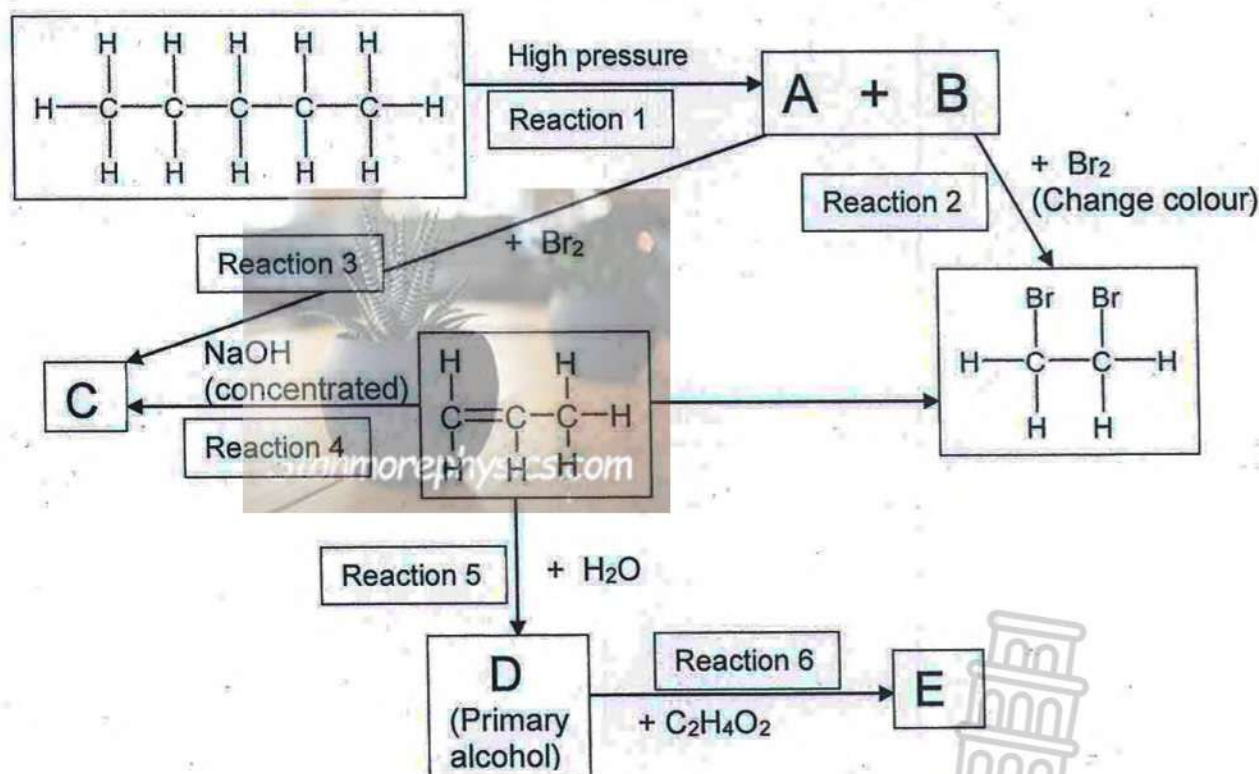 H H H H H
H C C C C C H
H H H H H
High pressure
Reaction 1
A + B
Reaction 2
+ Br₂
(Change colour)
Reaction 3
+ Br₂
Br Br
H C C H
H H
C
NaOH
(concentrated)
Reaction 4
H H
C C C H
H H H
Reaction 5
+ H₂O
D
(Primary
alcohol)
Reaction 6
+ C₂H₄O₂
E